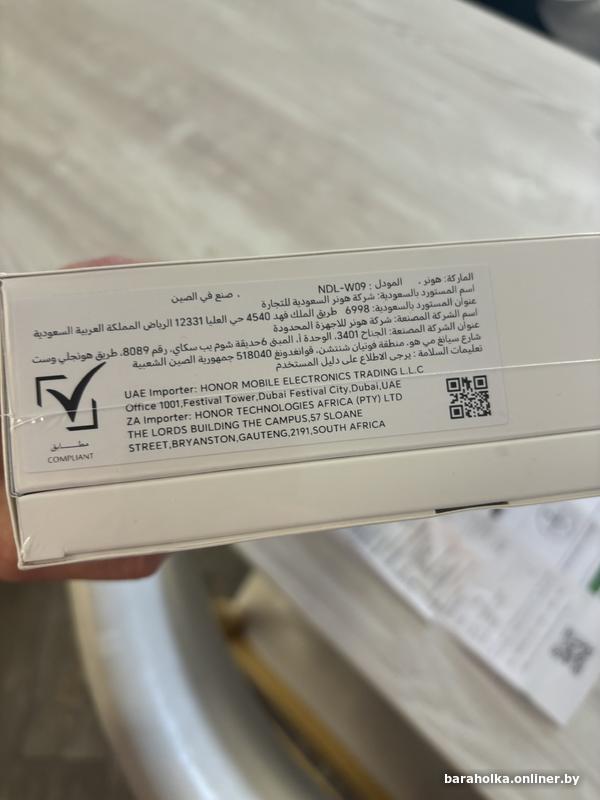 الماركة: هونر ، المودل : NDL-W09 ، صنع في الصين
اسم المستورد بالسعودية: شركة هونر السعودية للتجارة
عنوان المستورد بالسعودية: 6998 طريق الملك فهد 4540 حي العليا 12331 الرياض المملكة العربية السعودية
اسم الشركة المصنعة: شركة هونر للأجهزة المحدودة
عنوان الشركة المصنعة: الجناح 3401، الوحدة أ، المبنى 6حديقة شوم يب سكاي، رقم 8089، طريق هونجلي وست
شارع سيانغ مي هو، منطقة فوتيان شنتشن، قوانغدونغ 518040 جمهورية الصين الشعبية
تعليمات السلامة : يرجى الاطلاع على دليل المستخدم
UAE Importer: HONOR MOBILE ELECTRONICS TRADING L.L.C
Office 1001,Festival Tower,Dubai Festival City,Dubai,UAE
ZA Importer: HONOR TECHNOLOGIES AFRICA (PTY) LTD
THE LORDS BUILDING THE CAMPUS,57 SLOANE
STREET,BRYANSTON,GAUTENG,2191,SOUTH AFRICA
مطابق
COMPLIANT
baraholka.onliner.by